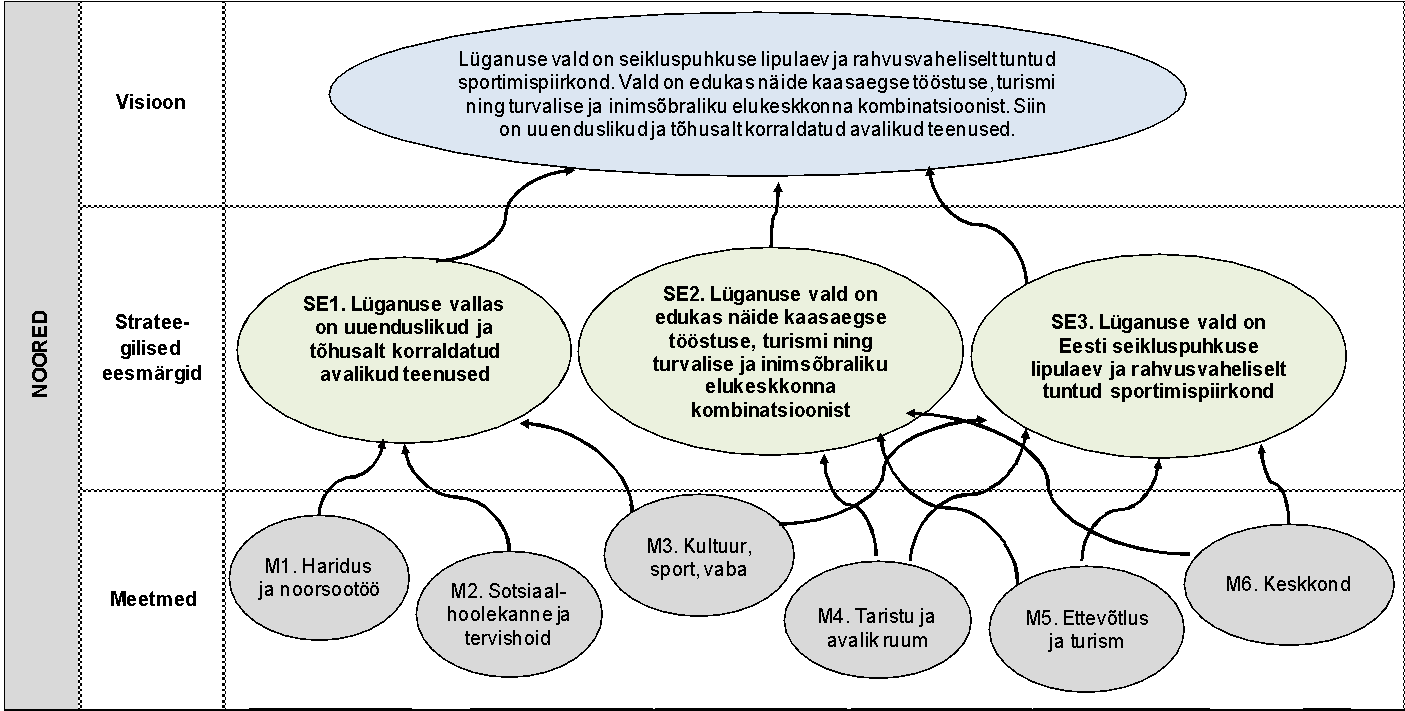 NOORED
Visioon
Lüganuse vald on seikluspuhkuse lipulaev ja rahvusvaheliselt tuntud
sportimispiirkond. Vald on edukas näide kaasaegse tööstuse, turismi
ning turvalise ja inimsõbraliku elukeskkonna kombinatsioonist. Siin
on uuenduslikud ja tõhusalt korraldatud avalikud teenused.
Stratee-
gilised
eesmärgid
SE1. Lüganuse vallas
on uuenduslikud ja
tõhusalt korraldatud
avalikud teenused
SE2. Lüganuse vald on
edukas näide kaasaegse
tööstuse, turismi ning
turvalise ja inimsõbraliku
elukeskkonna
kombinatsioonist
SE3. Lüganuse vald on
Eesti seikluspuhkuse
lipulaev ja rahvusvaheliselt
tuntud sportimispiirkond
Meetmed
M1. Haridus
ja noorsootöö
M2. Sotsiaal-
hoolekanne ja
tervishoid
M3. Kultuur,
sport, vaba
M4. Taristu ja
avalik ruum
M5. Ettevõtlus
ja turism
M6. Keskkond